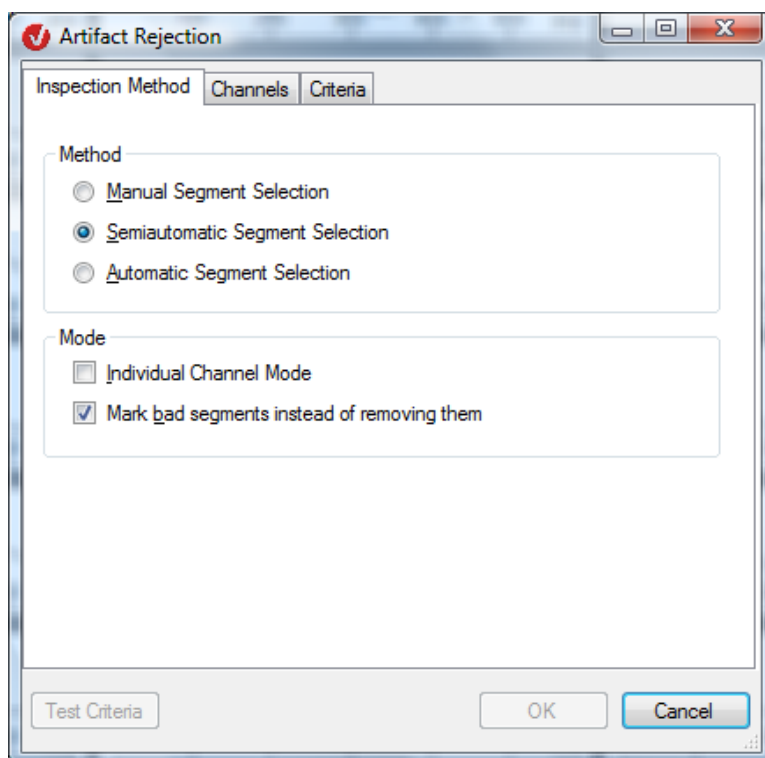 Artifact Rejection
Inspection Method Channels Criteria
Method
Manual Segment Selection
Semiautomatic Segment Selection
Automatic Segment Selection
Mode
Individual Channel Mode
Mark bad segments instead of removing them
Test Criteria OK Cancel